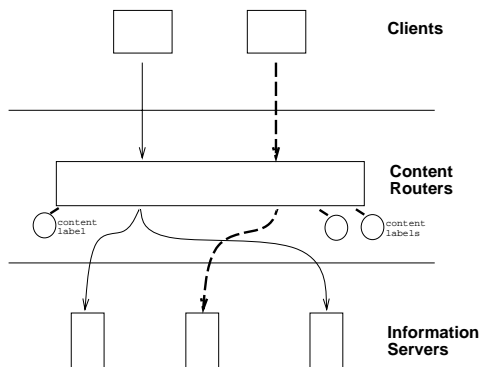 Clients
Content
Routers
content
label
content
labels
Information
Servers